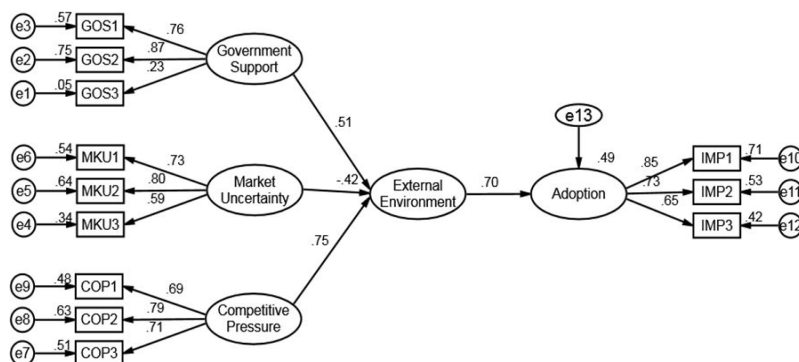 e3
.57
GOS1
.76
e2
.75
GOS2
.87
e1
.05
GOS3
.23
Government
Support
.51
e6
.54
MKU1
.73
e5
.64
MKU2
.80
e4
.34
MKU3
.59
Market
Uncertainty
-.42
e9
.48
COP1
.69
e8
.63
COP2
.79
e7
.51
COP3
.71
Competitive
Pressure
.75
External
Environment
.70
e13
.49
Adoption
.85
IMP1
.71
e10
.73
IMP2
.53
e11
.65
IMP3
.42
e12